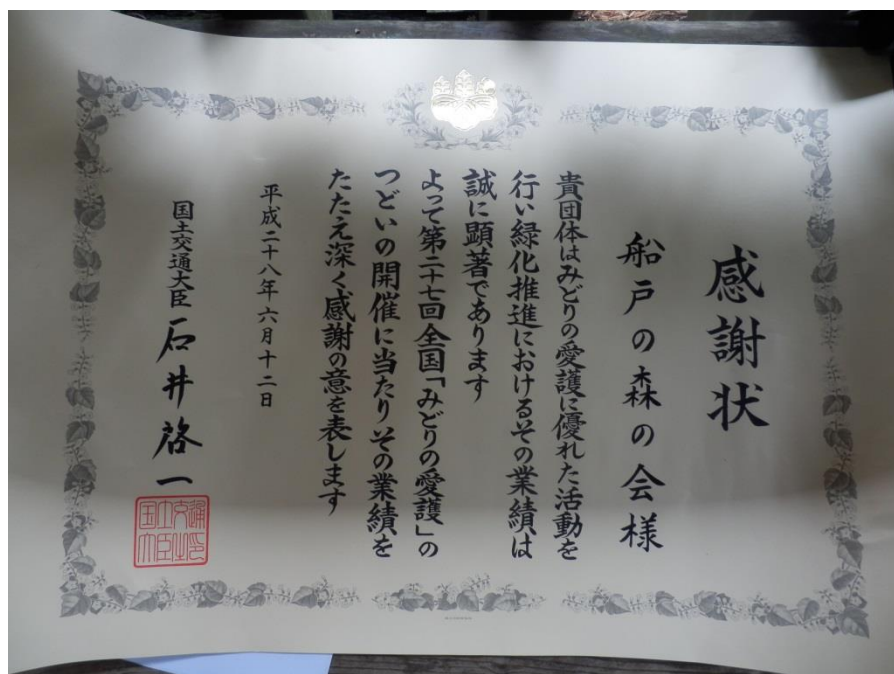 感謝状
船戸の森の会様
貴団体はみどりの愛護に優れた活動を
行い緑化推進におけるその業績は
誠に顕著であります
よって第二十七回全国「みどりの愛護」の
つどいの開催に当たりその業績を
たたえ深く感謝の意を表します
平成二十八年六月十二日
国土交通大臣 石井啓一